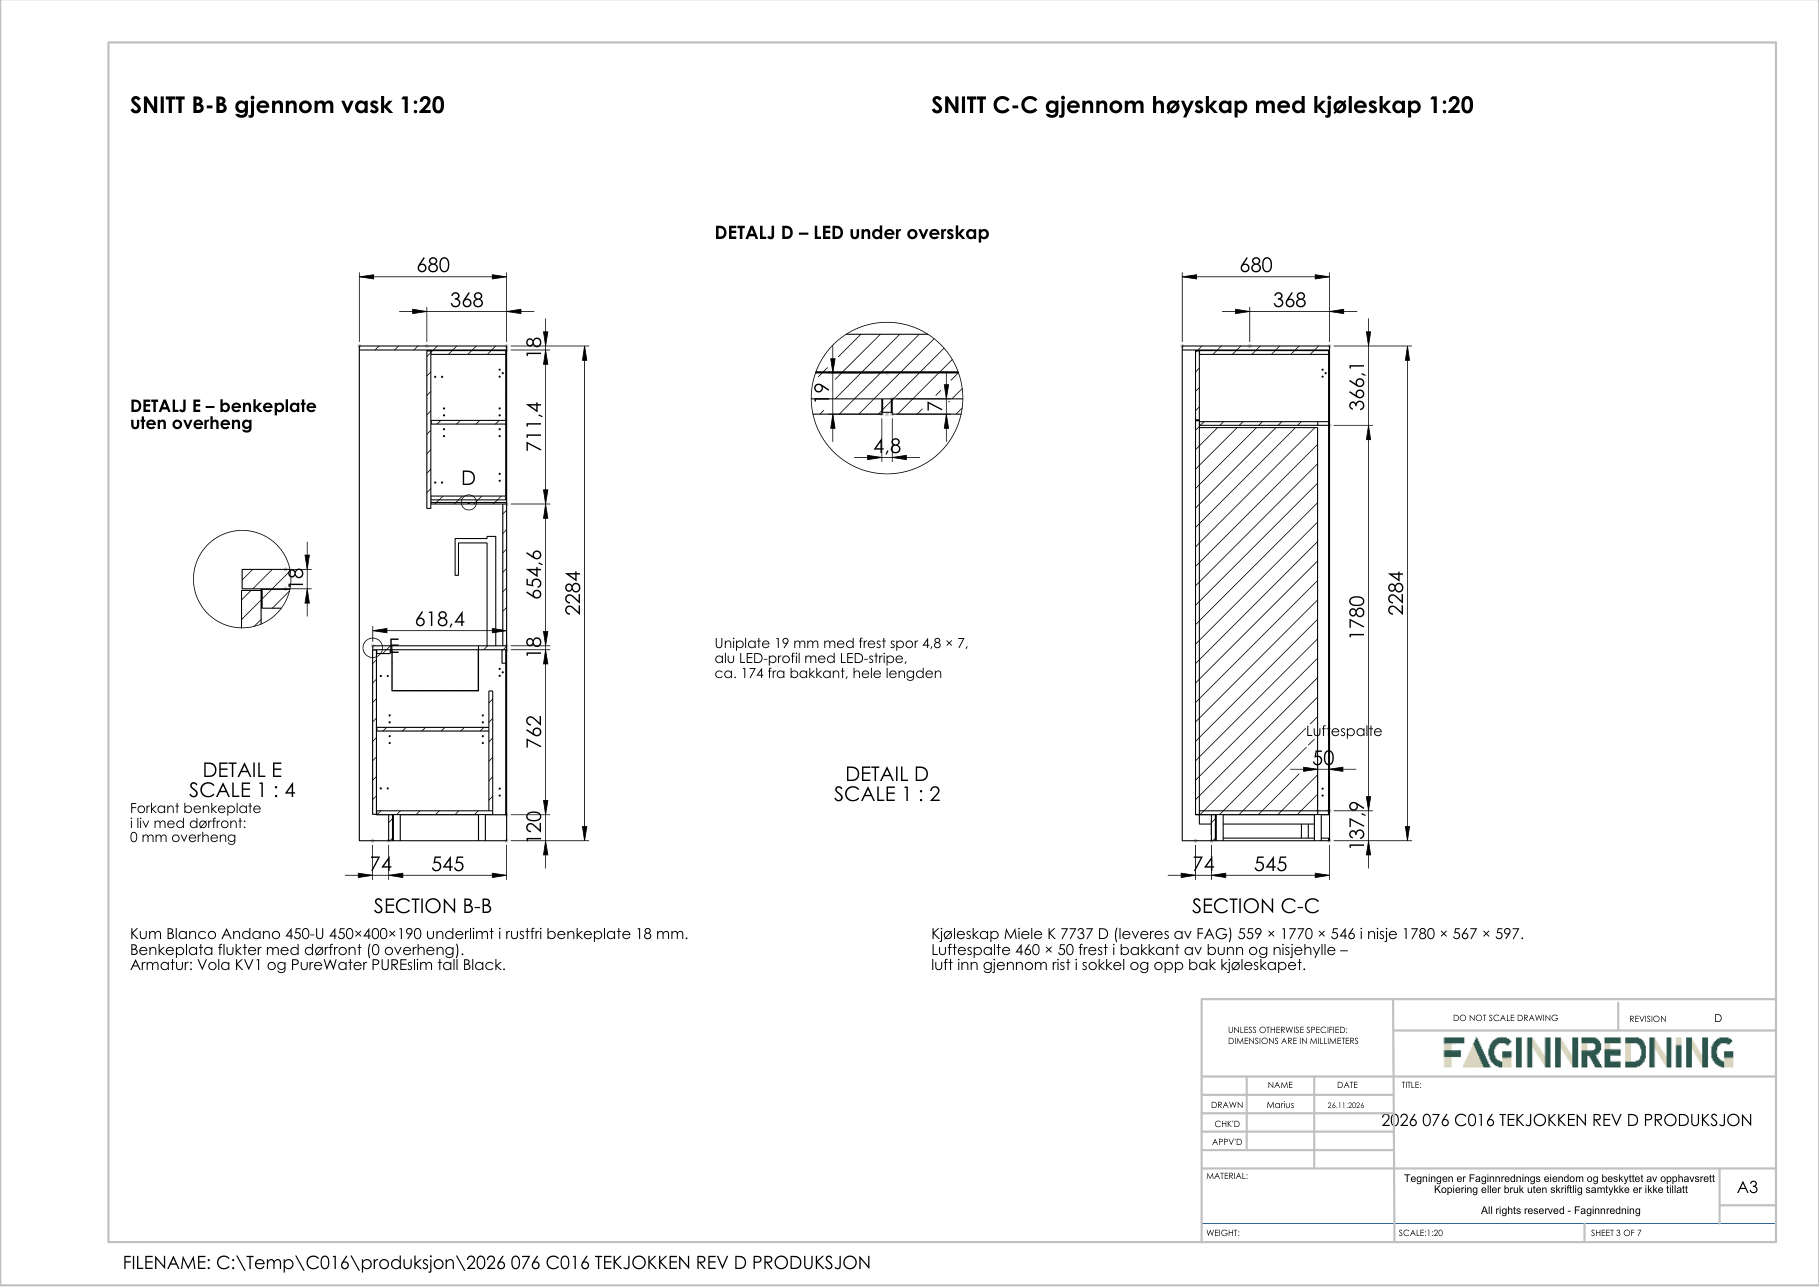 SNITT B-B gjennom vask 1:20
SNITT C-C gjennom høyskap med kjøleskap 1:20
DETALJ D – LED under overskap
680
368
18
711,4
D
654,6
2284
618,4
E
18
762
120
74
545
SECTION B-B
DETALJ E – benkeplate
uten overheng
18
DETAIL E
SCALE 1 : 4
Forkant benkeplate
i liv med dørfront:
0 mm overheng
19
7
4,8
Uniplate 19 mm med frest spor 4,8 × 7,
alu LED-profil med LED-stripe,
ca. 174 fra bakkant, hele lengden
DETAIL D
SCALE 1 : 2
680
368
366,1
1780
2284
Luftespalte
50
137,9
74
545
SECTION C-C
Kum Blanco Andano 450-U 450×400×190 underlimt i rustfri benkeplate 18 mm.
Benkeplata flukter med dørfront (0 overheng).
Armatur: Vola KV1 og PureWater PUREslim tall Black.
Kjøleskap Miele K 7737 D (leveres av FAG) 559 × 1770 × 546 i nisje 1780 × 567 × 597.
Luftespalte 460 × 50 frest i bakkant av bunn og nisjehylle –
luft inn gjennom rist i sokkel og opp bak kjøleskapet.
UNLESS OTHERWISE SPECIFIED:
DIMENSIONS ARE IN MILLIMETERS
DO NOT SCALE DRAWING
REVISION D
FAGINNREDNING
NAME DATE
TITLE:
DRAWN Marius 26.11.2026
CHK'D
APPV'D
2026 076 C016 TEKJOKKEN REV D PRODUKSJON
MATERIAL:
Tegningen er Faginnrednings eiendom og beskyttet av opphavsrett
Kopiering eller bruk uten skriftlig samtykke er ikke tillatt
All rights reserved - Faginnredning
A3
WEIGHT:
SCALE:1:20
SHEET 3 OF 7
FILENAME: C:\Temp\C016\produksjon\2026 076 C016 TEKJOKKEN REV D PRODUKSJON